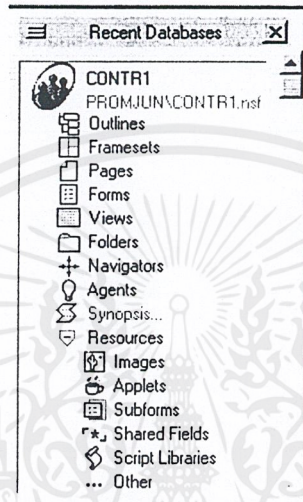 Recent Databases
CONTR1
PROMJUN\CONTR1.nsf
Outlines
Framesets
Pages
Forms
Views
Folders
Navigators
Agents
Synopsis...
Resources
Images
Applets
Subforms
Shared Fields
Script Libraries
... Other